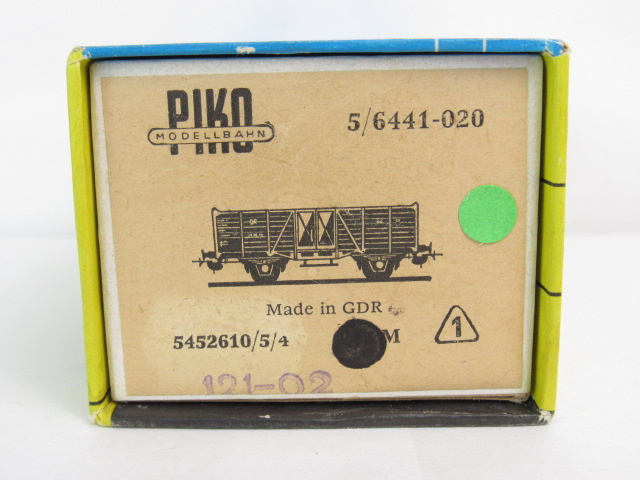 PIKO
MODELLBAHN
5/6441-020
Made in GDR
5452610/5/4
M
1
121-02